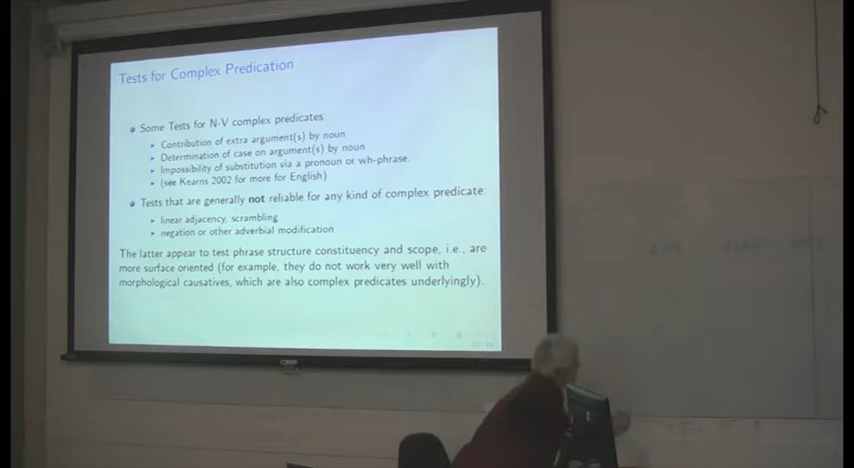 Tests for Complex Predication
Some Tests for N-V complex predicates
Contribution of extra argument(s) by noun
Determination of case on argument(s) by noun
Impossibility of substitution via a pronoun or wh-phrase.
(see Kearns 2002 for more for English)
Tests that are generally not reliable for any kind of complex predicate:
linear adjacency, scrambling
negation or other adverbial modification
The latter appear to test phrase structure constituency and scope, i.e., are
more surface oriented (for example, they do not work very well with
morphological causatives, which are also complex predicates underlyingly).